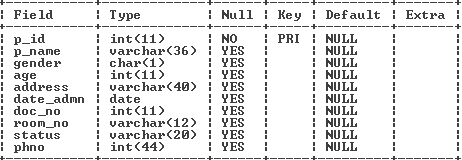 Field | Type | Null | Key | Default | Extra
p_id | int(11) | NO | PRI | NULL |
p_name | varchar(36) | YES | | NULL |
gender | char(1) | YES | | NULL |
age | int(11) | YES | | NULL |
address | varchar(40) | YES | | NULL |
date_admn | date | YES | | NULL |
doc_no | int(11) | YES | | NULL |
room_no | varchar(12) | YES | | NULL |
status | varchar(20) | YES | | NULL |
phno | int(44) | YES | | NULL |